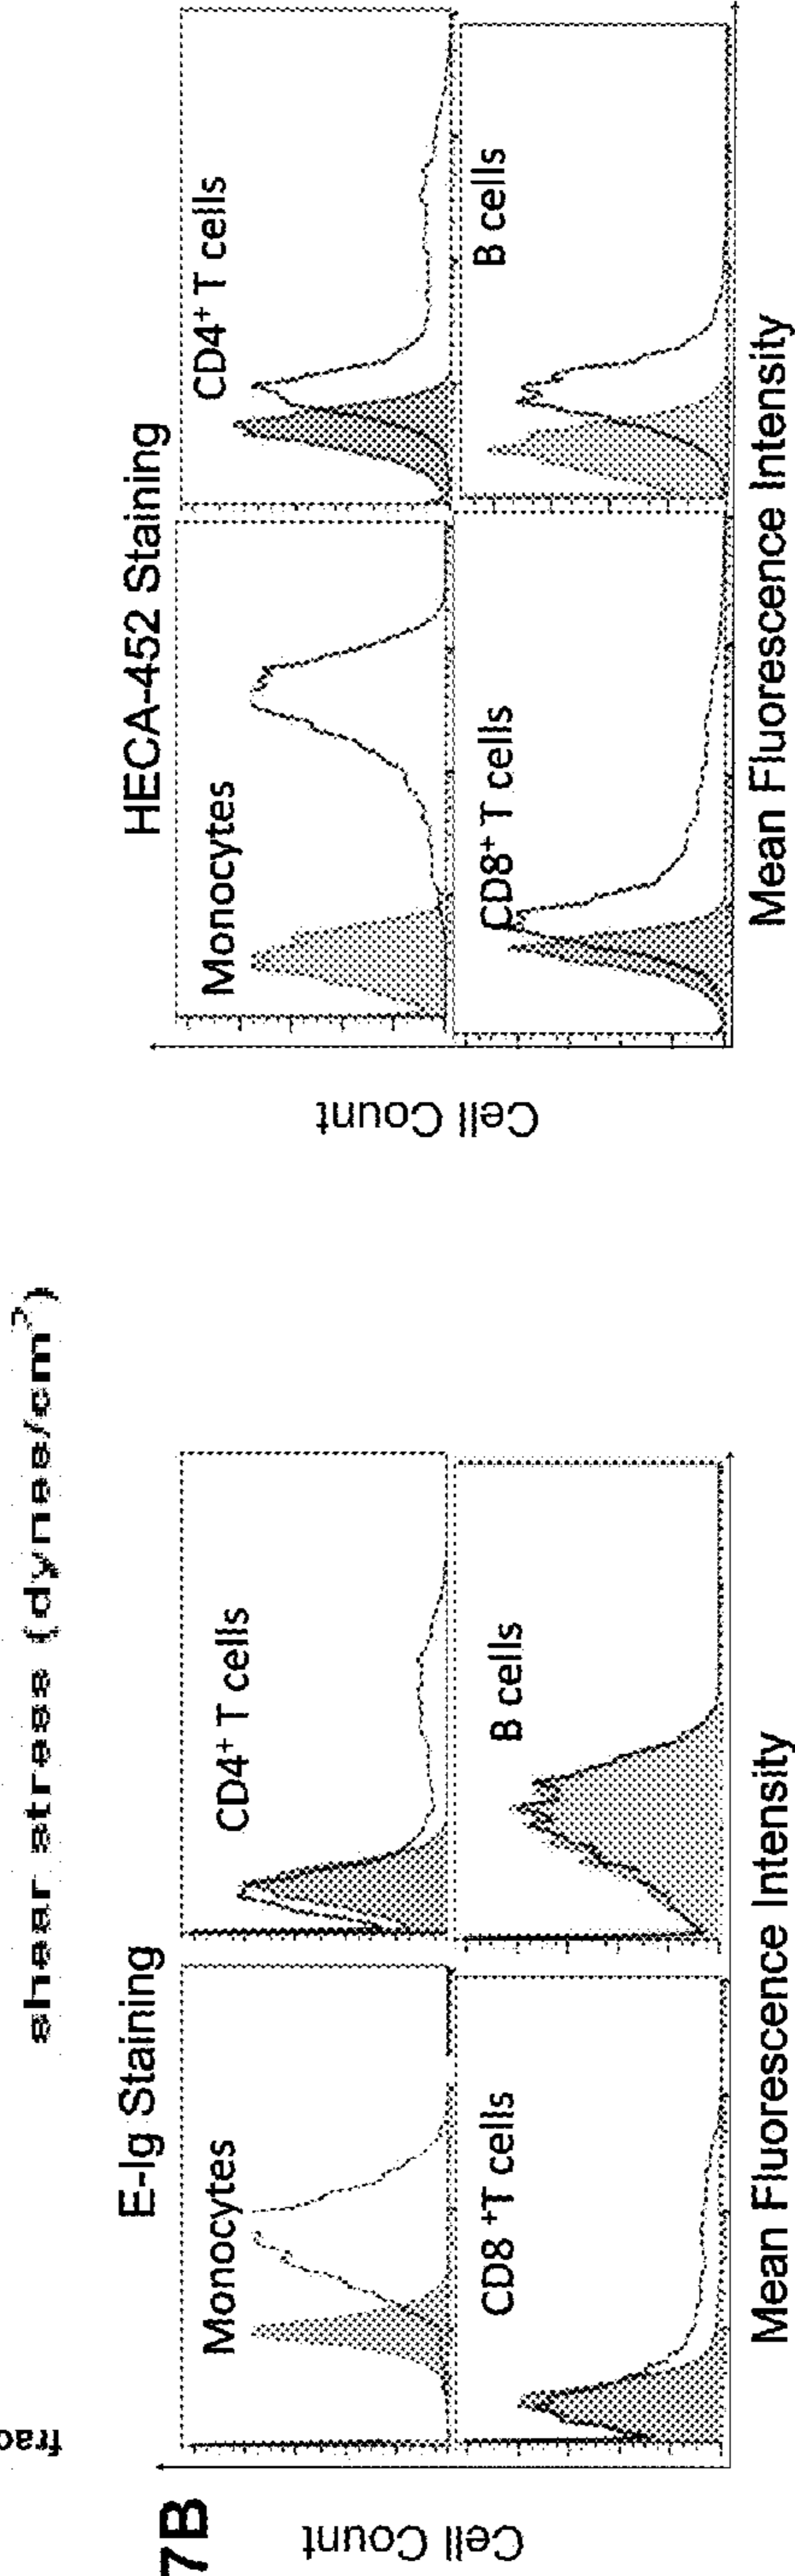 shear stress (dynes/cm²)
7B
E-Ig Staining
Monocytes
CD4⁺ T cells
CD8 ⁺T cells
B cells
Cell Count
Mean Fluorescence Intensity
HECA-452 Staining
Monocytes
CD4⁺ T cells
CD8⁺ T cells
B cells
Cell Count
Mean Fluorescence Intensity